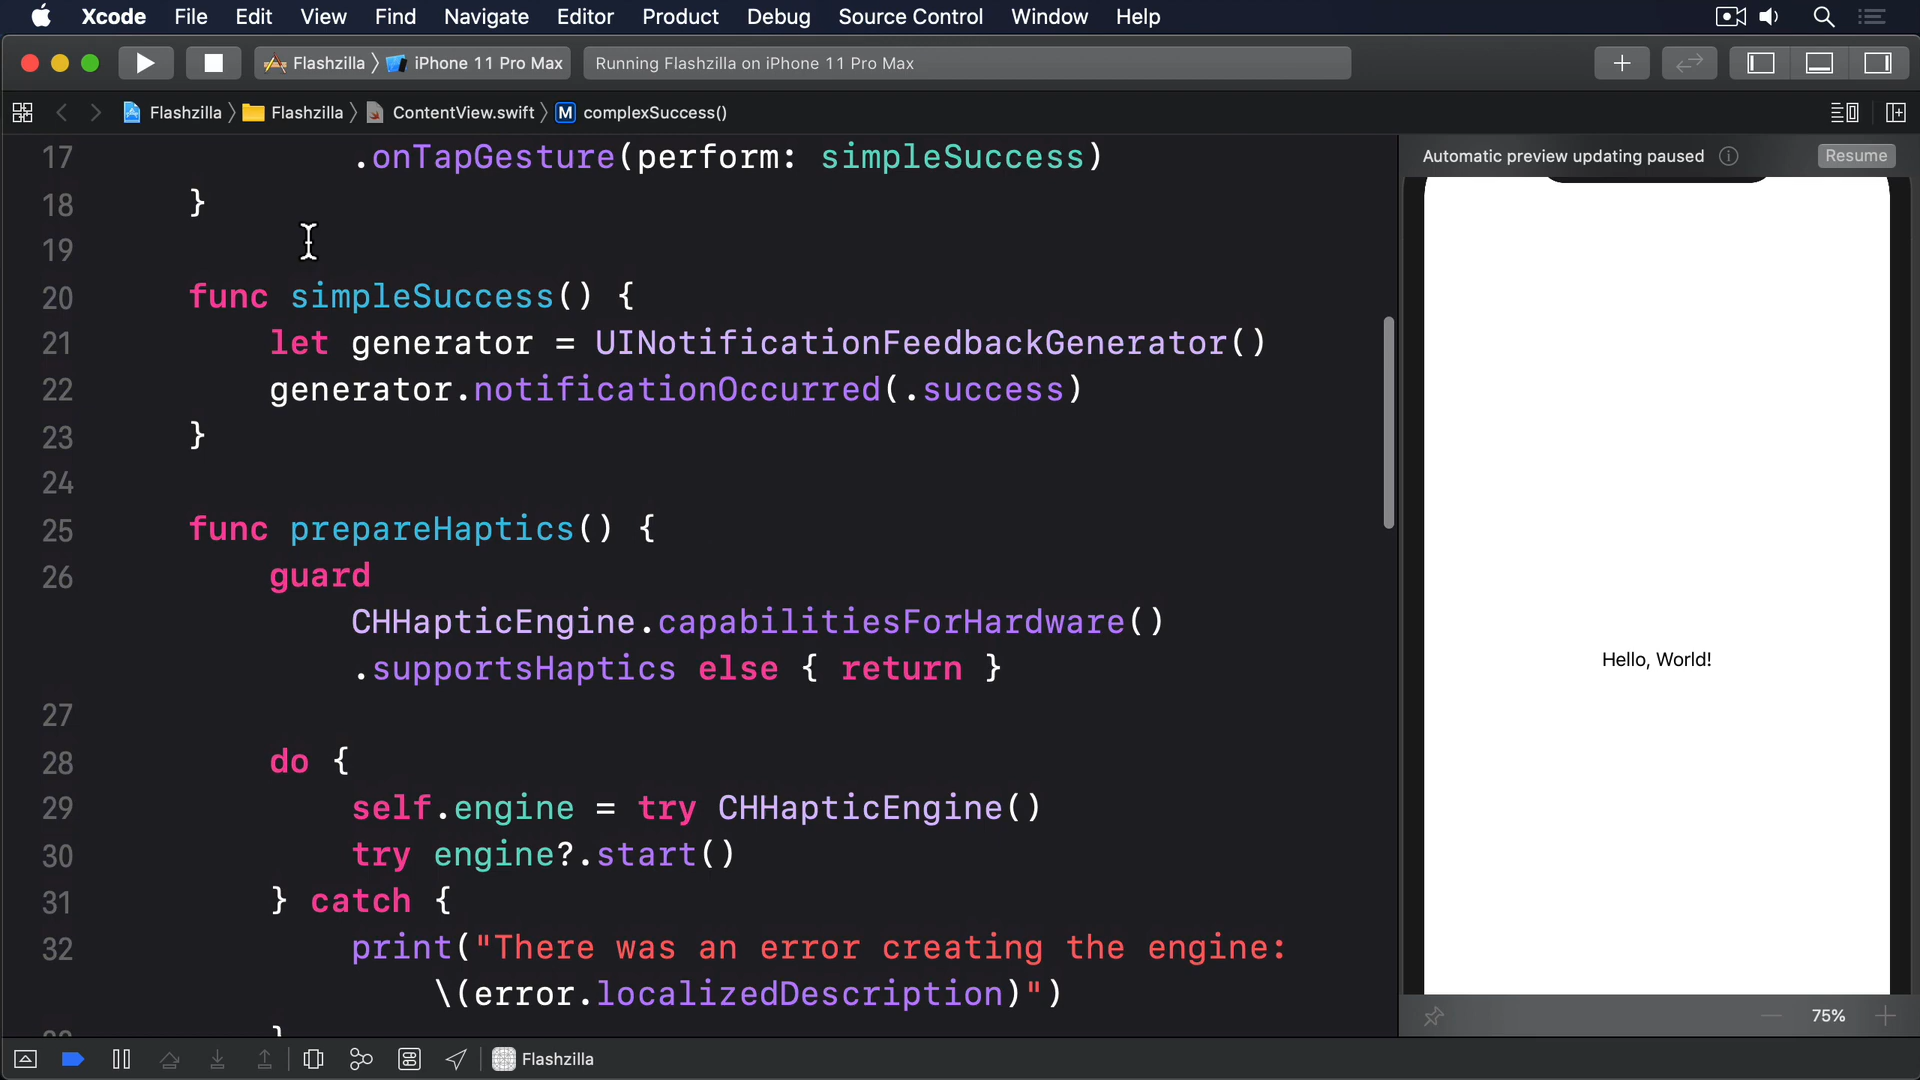 Xcode File Edit View Find Navigate Editor Product Debug Source Control Window Help
Flashzilla iPhone 11 Pro Max Running Flashzilla on iPhone 11 Pro Max
Flashzilla Flashzilla ContentView.swift M complexSuccess()
17 .onTapGesture(perform: simpleSuccess)
18 }
19
20 func simpleSuccess() {
21 let generator = UINotificationFeedbackGenerator()
22 generator.notificationOccurred(.success)
23 }
24
25 func prepareHaptics() {
26 guard
CHHapticEngine.capabilitiesForHardware()
.supportsHaptics else { return }
27
28 do {
29 self.engine = try CHHapticEngine()
30 try engine?.start()
31 } catch {
32 print("There was an error creating the engine:
\(error.localizedDescription)")
}
Automatic preview updating paused Resume
Hello, World!
75%
Flashzilla